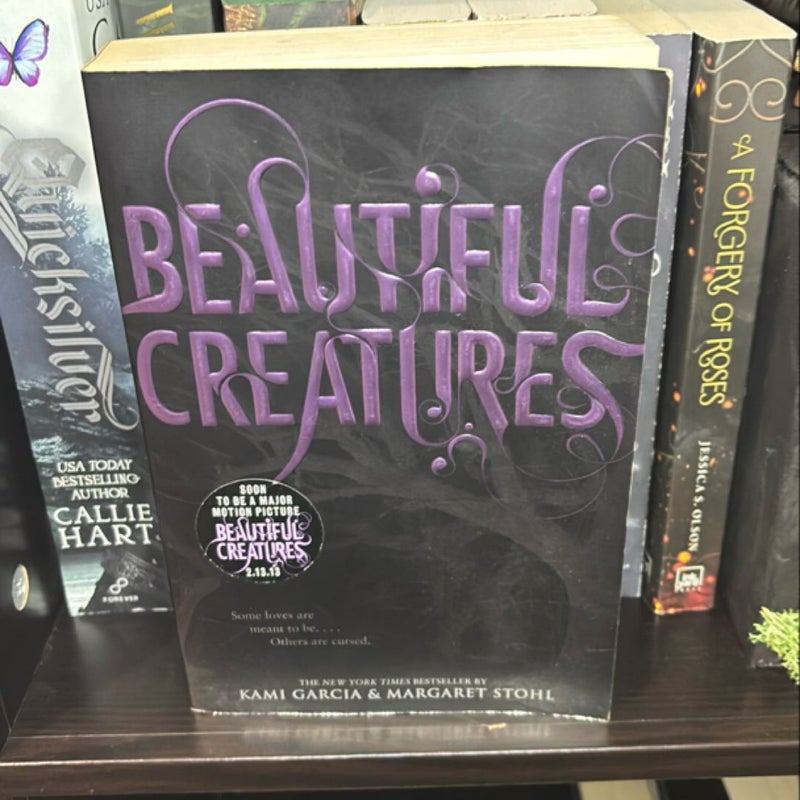 Quicksilver
USA TODAY
BESTSELLING
AUTHOR
CALLIE
HART
FOREVER
BEAUTIFUL
CREATURES
SOON
TO BE A MAJOR
MOTION PICTURE
BEAUTIFUL
CREATURES
2.13.13
Some loves are
meant to be. . . .
Others are cursed.
THE NEW YORK TIMES BESTSELLER BY
KAMI GARCIA & MARGARET STOHL
A FORGERY OF ROSES
JESSICA S. OLSON